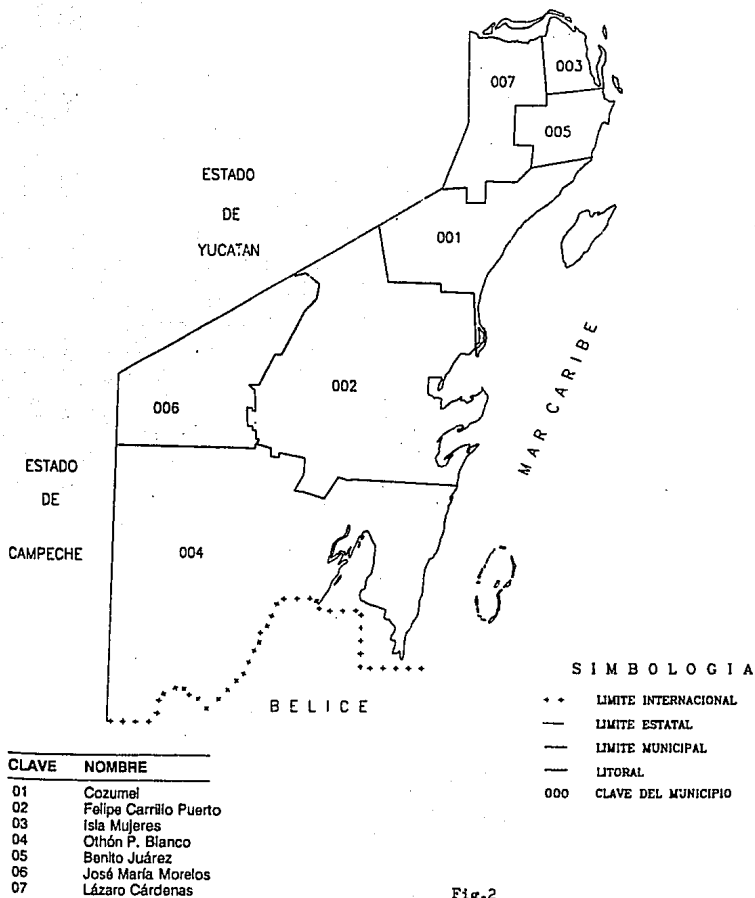 007
003
005
ESTADO
DE
YUCATAN
001
MAR CARIBE
002
006
ESTADO
DE
CAMPECHE
004
BELICE
SIMBOLOGIA
LIMITE INTERNACIONAL
LIMITE ESTATAL
LIMITE MUNICIPAL
LITORAL
000 CLAVE DEL MUNICIPIO
CLAVE NOMBRE
01 Cozumel
02 Felipe Carrillo Puerto
03 Isla Mujeres
04 Othón P. Blanco
05 Benito Juárez
06 José María Morelos
07 Lázaro Cárdenas
Fig.2